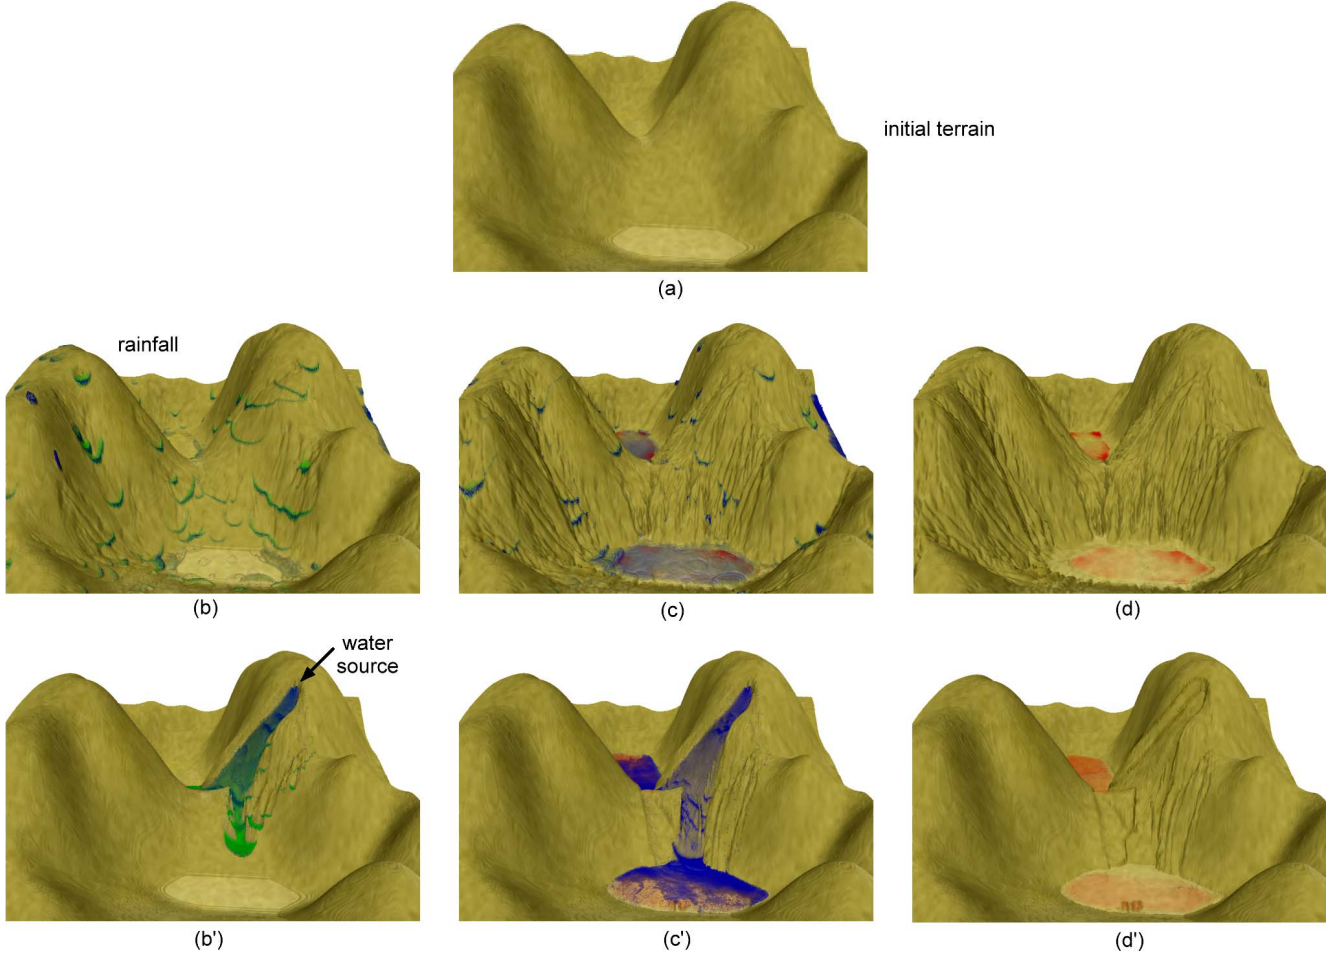 initial terrain
(a)
rainfall
(b)
(c)
(d)
water
source
(b')
(c')
(d')